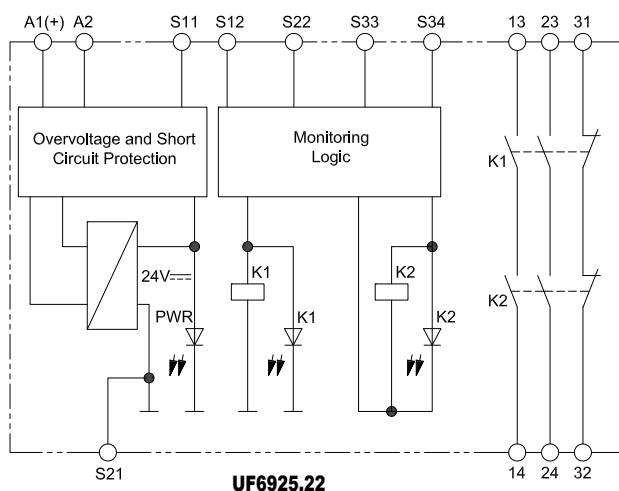 A1(+) A2 S11 S12 S22 S33 S34 13 23 31
Overvoltage and Short
Circuit Protection
Monitoring
Logic
K1
24V
K1
K2
PWR
K1
K2
K2
S21
14 24 32
UF6925.22